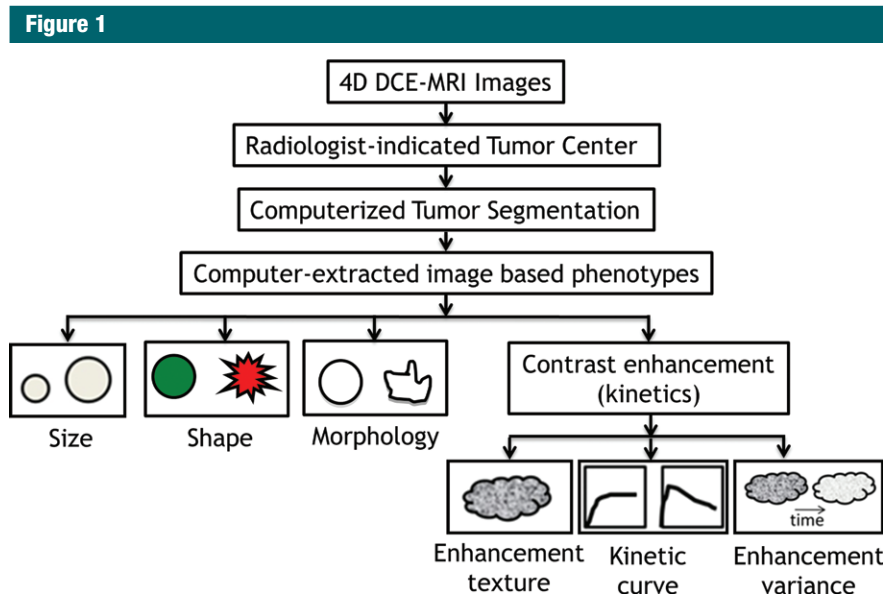 Figure 1
4D DCE-MRI Images
Radiologist-indicated Tumor Center
Computerized Tumor Segmentation
Computer-extracted image based phenotypes
Size
Shape
Morphology
Contrast enhancement
(kinetics)
time
Enhancement
texture
Kinetic
curve
Enhancement
variance